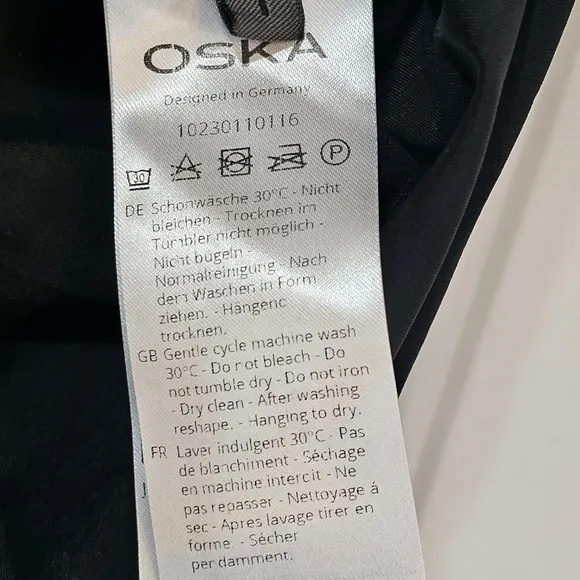 OSKA
Designed in Germany
10230110116
30 P
DE Schonwäsche 30°C - Nicht
bleichen - Trocknen im
Tumbler nicht möglich -
Nicht bügeln -
Normalreinigung - Nach
dem Waschen in Form
ziehen. - Hängend
trocknen.
GB Gentle cycle machine wash
30°C - Do not bleach - Do
not tumble dry - Do not iron
- Dry clean - After washing
reshape. - Hanging to dry.
FR Laver indulgent 30°C - Pas
de blanchiment - Séchage
en machine intercit - Ne
pas repasser - Nettoyage á
sec - Apres lavage tirer en
forme. - Sécher
perdamment.